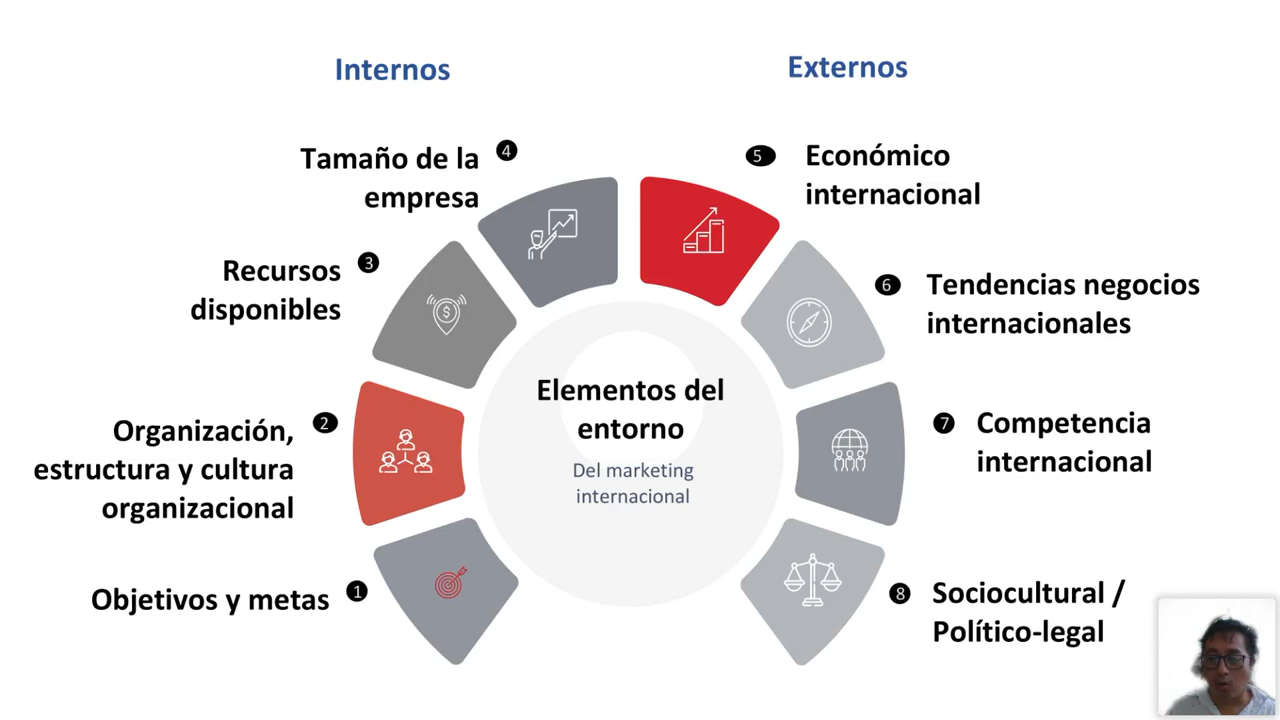 Internos
Externos
Tamaño de la
empresa
4
5
Económico
internacional
Recursos
disponibles
3
6
Tendencias negocios
internacionales
$
Elementos del
entorno
Del marketing
internacional
Organización,
estructura y cultura
organizacional
2
7
Competencia
internacional
Objetivos y metas
1
8
Sociocultural /
Político-legal